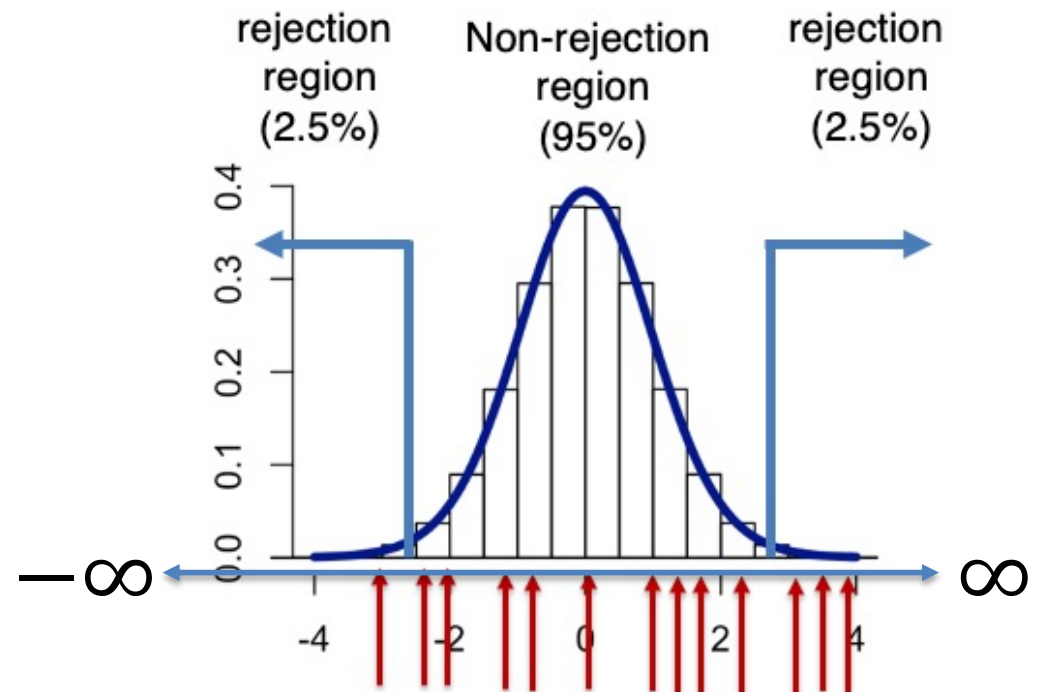 rejection
region
(2.5%)
Non-rejection
region
(95%)
rejection
region
(2.5%)
0.4
0.3
0.2
0.1
0.0
−∞
∞
-4
-2
0
2
4